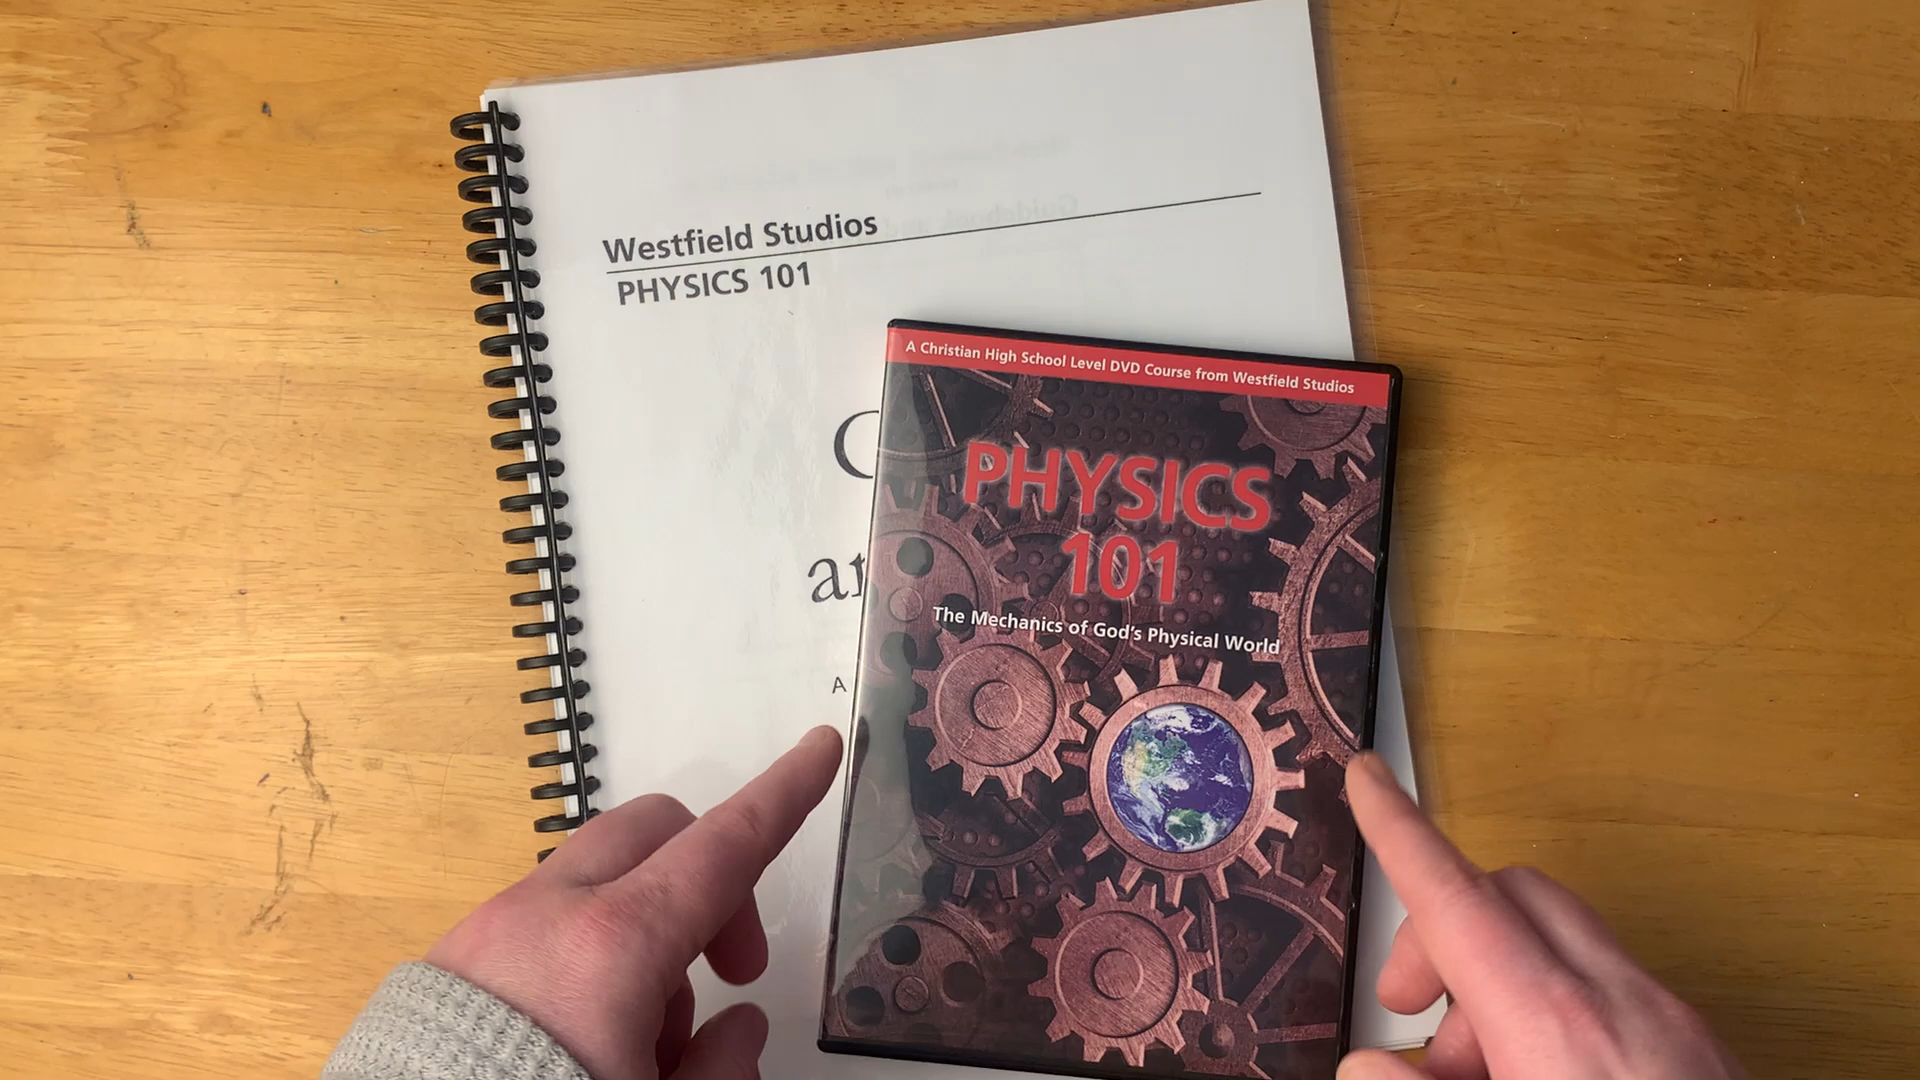 Westfield Studios
PHYSICS 101
A Christian High School Level DVD Course from Westfield Studios
PHYSICS
101
The Mechanics of God's Physical World
A